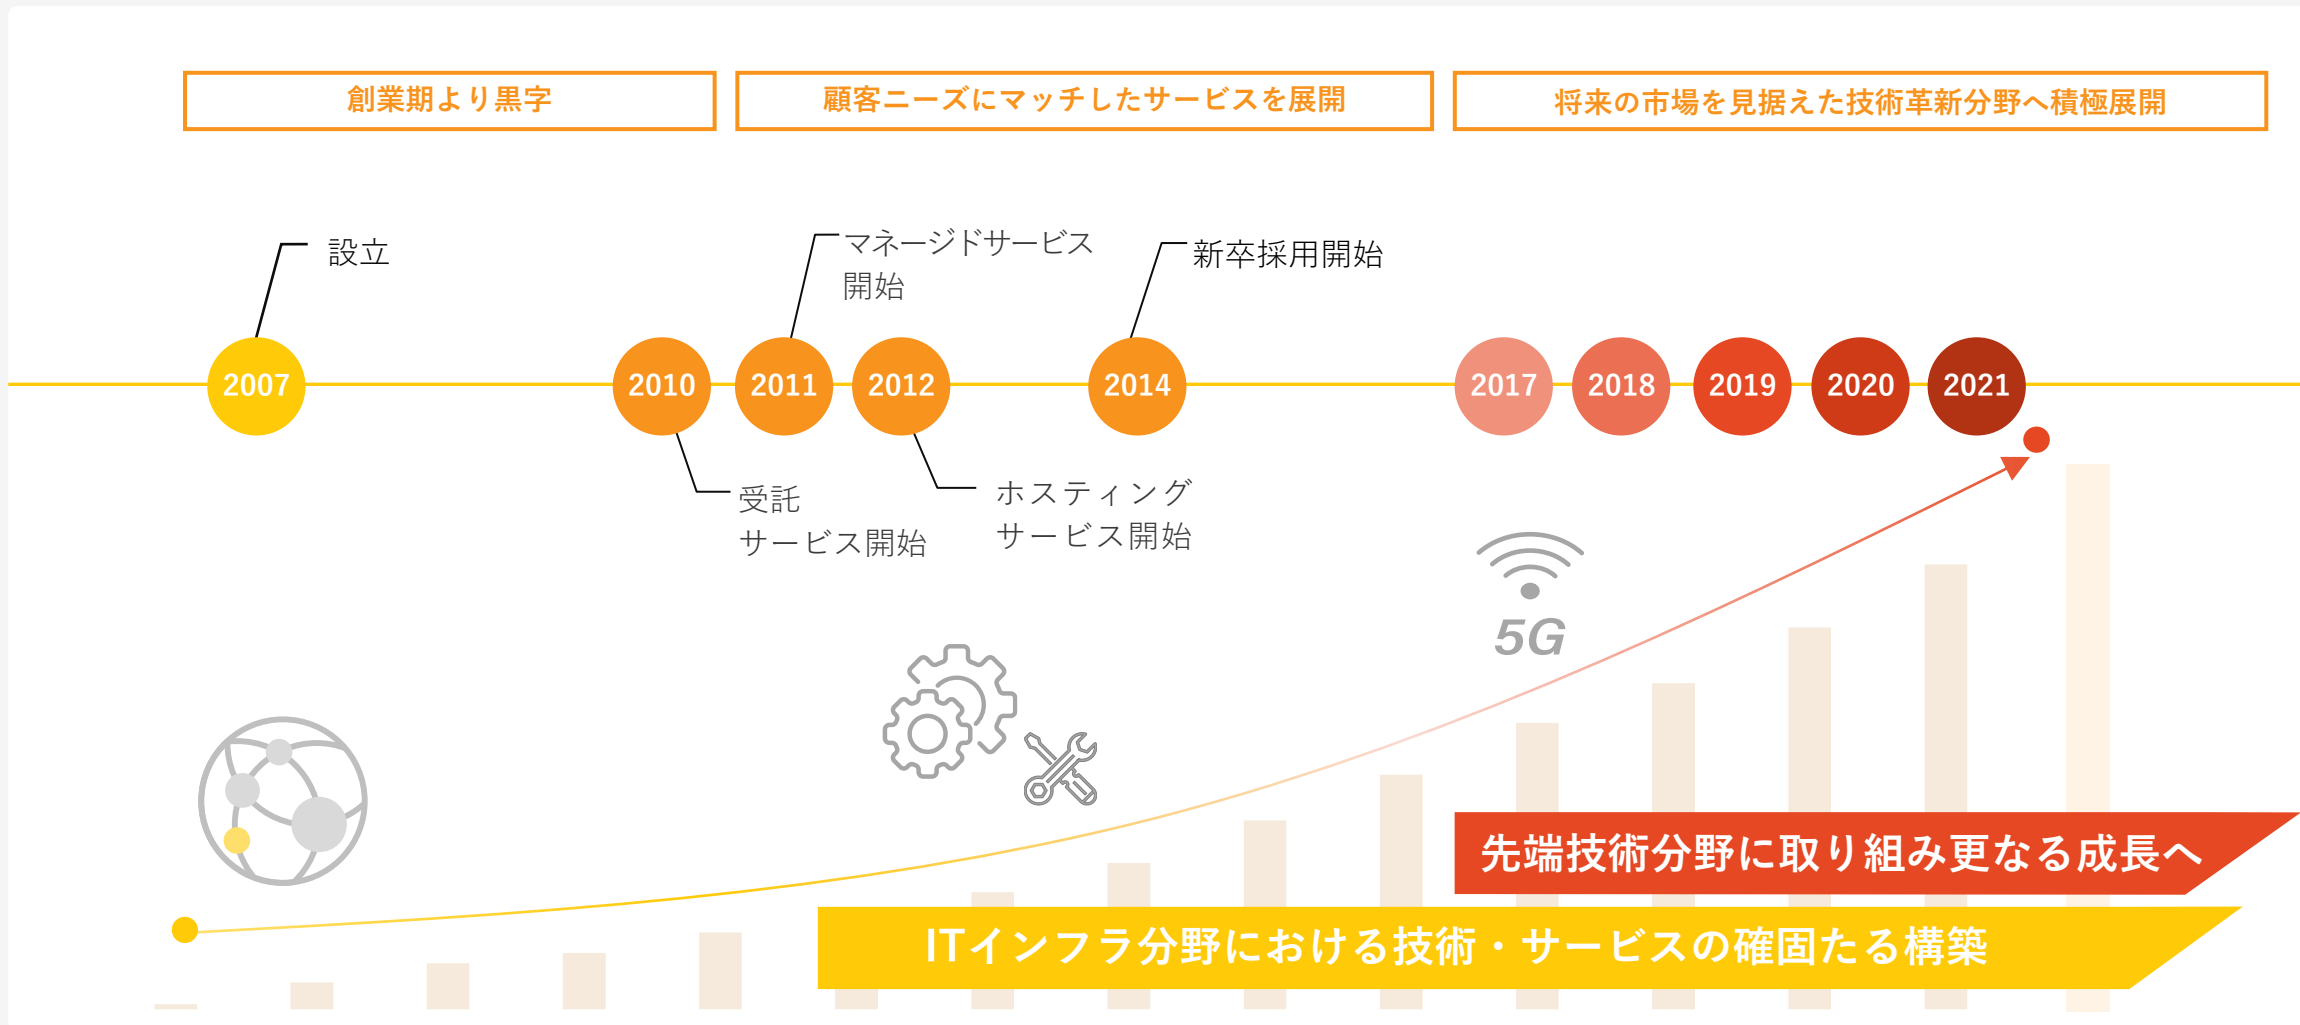 創業期より黒字
顧客ニーズにマッチしたサービスを展開
将来の市場を見据えた技術革新分野へ積極展開
設立
マネージドサービス
開始
新卒採用開始
2007
2010
2011
2012
2014
2017
2018
2019
2020
2021
受託
サービス開始
ホスティング
サービス開始
5G
先端技術分野に取り組み更なる成長へ
ITインフラ分野における技術・サービスの確固たる構築